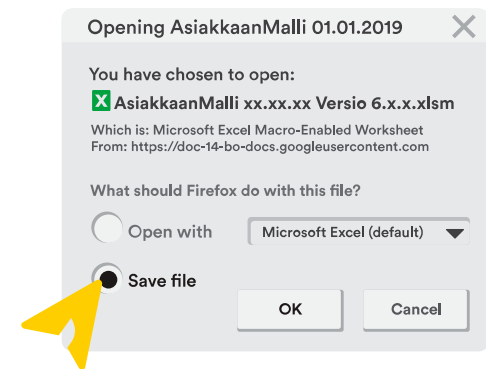 Opening AsiakkaanMalli 01.01.2019
You have chosen to open:
X AsiakkaanMalli xx.xx.xx Versio 6.x.x.xlsm
Which is: Microsoft Excel Macro-Enabled Worksheet
From: https://doc-14-bo-docs.googleusercontent.com
What should Firefox do with this file?
Open with Microsoft Excel (default)
Save file
OK Cancel